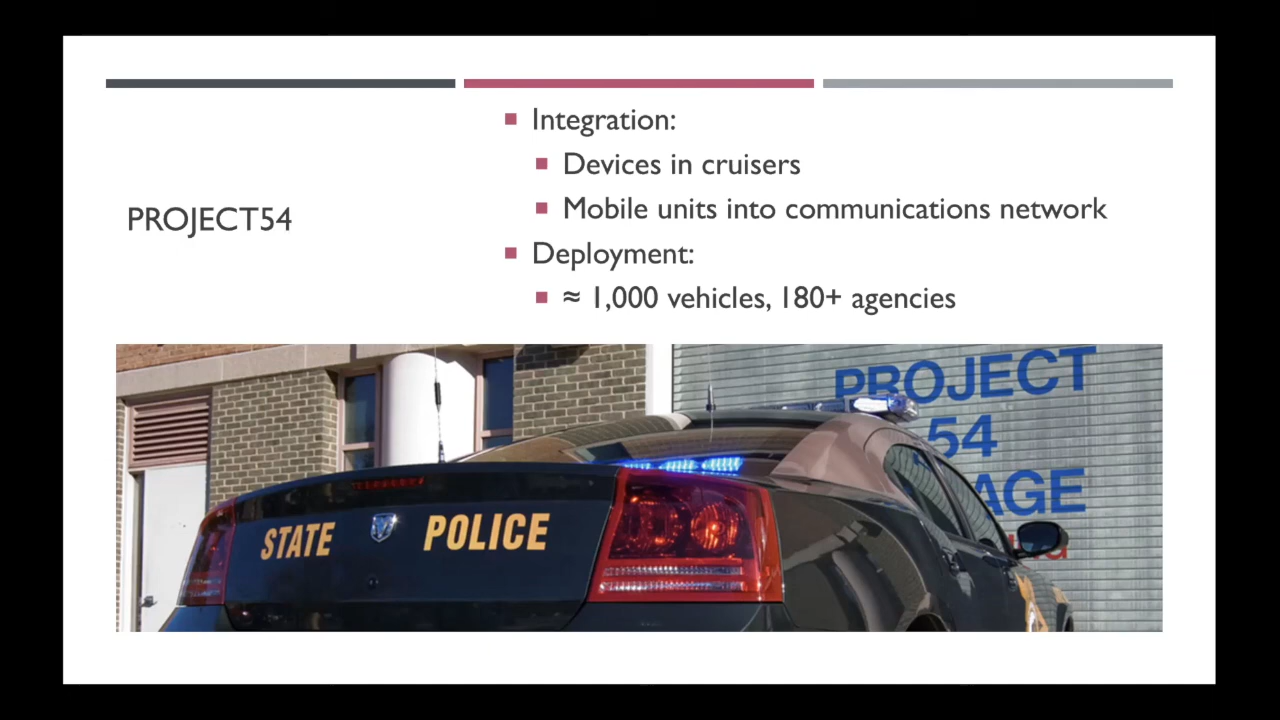 PROJECT54
Integration:
Devices in cruisers
Mobile units into communications network
Deployment:
≈ 1,000 vehicles, 180+ agencies
PROJECT
54
STATE POLICE